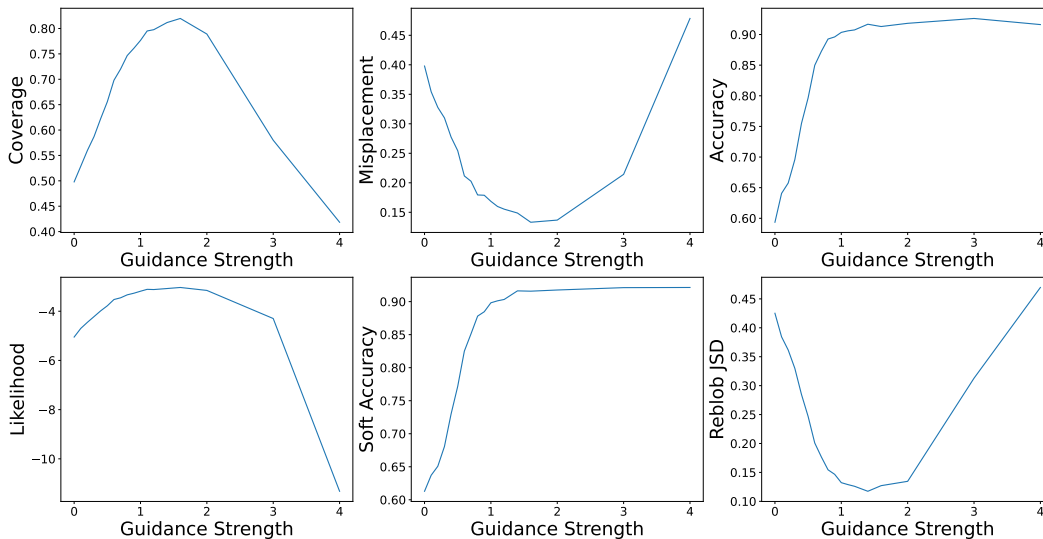 Coverage
0.80
0.75
0.70
0.65
0.60
0.55
0.50
0.45
0.40
0 1 2 3 4
Guidance Strength
Misplacement
0.45
0.40
0.35
0.30
0.25
0.20
0.15
0 1 2 3 4
Guidance Strength
Accuracy
0.90
0.85
0.80
0.75
0.70
0.65
0.60
0 1 2 3 4
Guidance Strength
Likelihood
−4
−6
−8
−10
0 1 2 3 4
Guidance Strength
Soft Accuracy
0.90
0.85
0.80
0.75
0.70
0.65
0.60
0 1 2 3 4
Guidance Strength
Reblob JSD
0.45
0.40
0.35
0.30
0.25
0.20
0.15
0.10
0 1 2 3 4
Guidance Strength